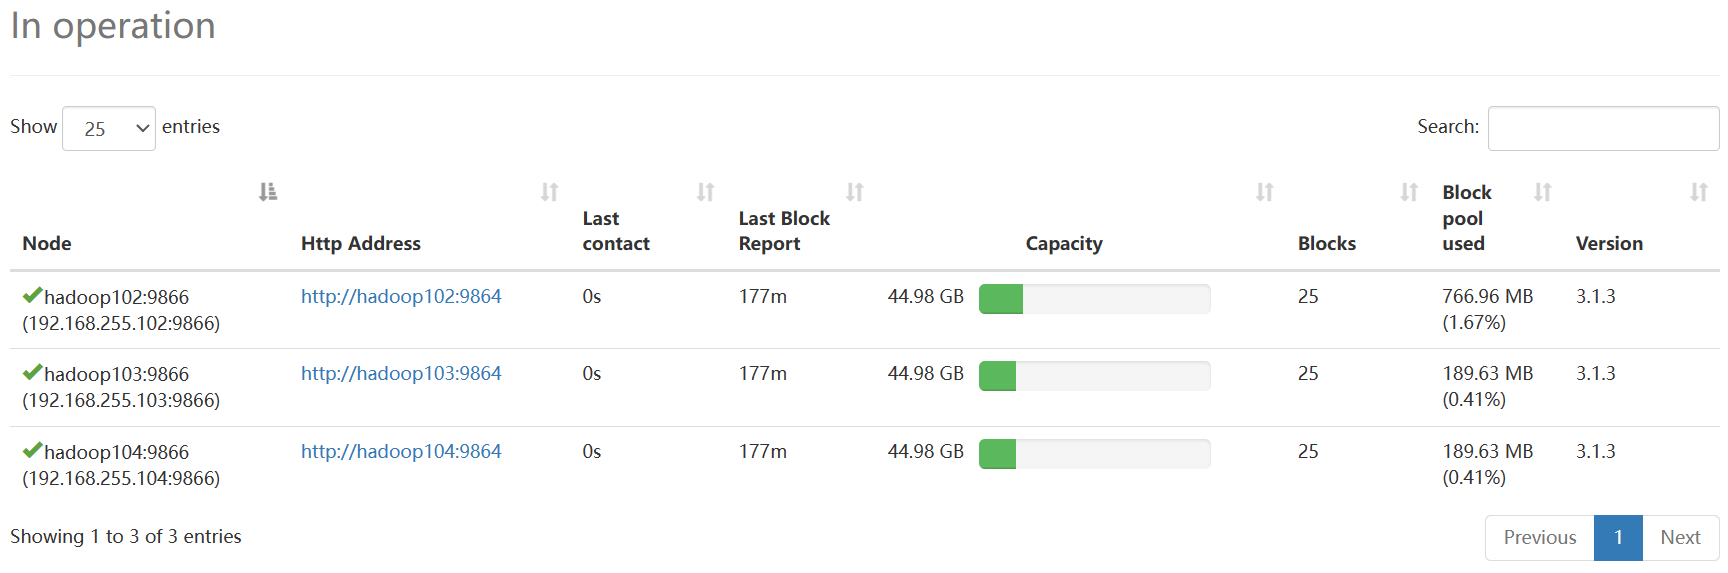 In operation
Show 25 entries
Search:
Node Http Address Last contact Last Block Report Capacity Blocks Block pool used Version
hadoop102:9866 http://hadoop102:9864 0s 177m 44.98 GB 25 766.96 MB 3.1.3
(192.168.255.102:9866) (1.67%)
hadoop103:9866 http://hadoop103:9864 0s 177m 44.98 GB 25 189.63 MB 3.1.3
(192.168.255.103:9866) (0.41%)
hadoop104:9866 http://hadoop104:9864 0s 177m 44.98 GB 25 189.63 MB 3.1.3
(192.168.255.104:9866) (0.41%)
Showing 1 to 3 of 3 entries
Previous 1 Next